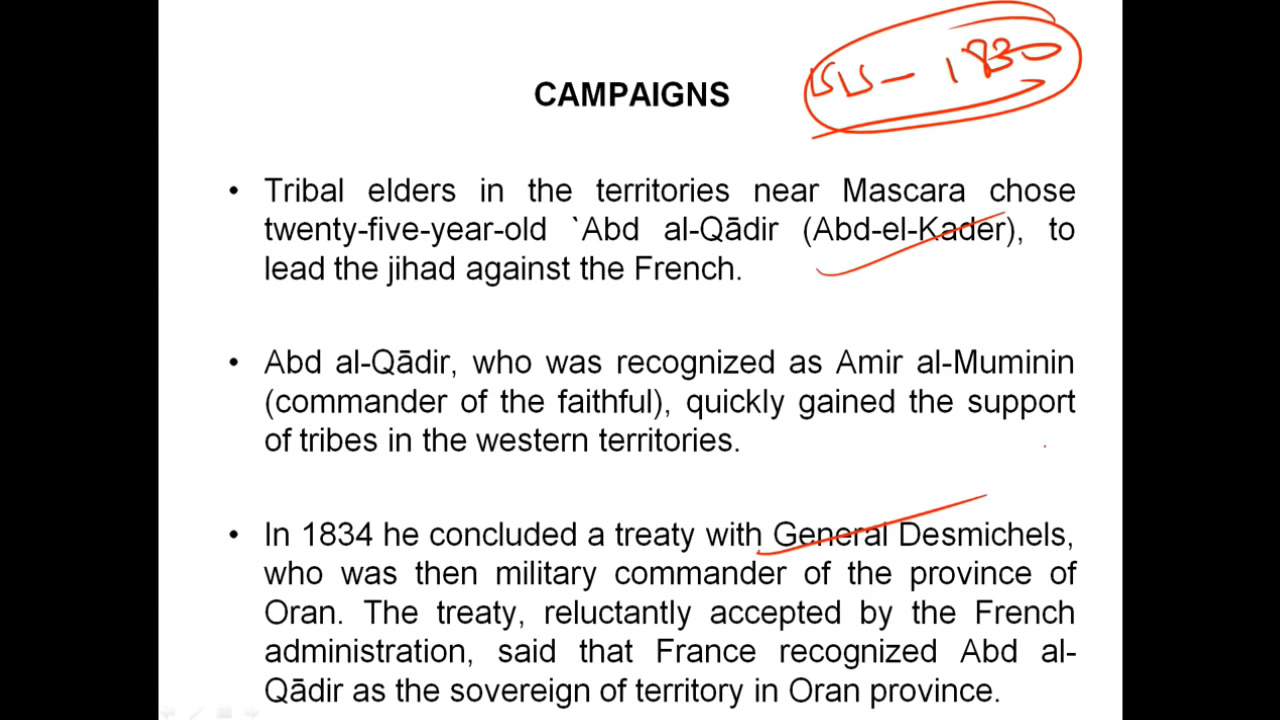 CAMPAIGNS
1830
• Tribal elders in the territories near Mascara chose
twenty-five-year-old `Abd al-Qādir (Abd-el-Kader), to
lead the jihad against the French.
• Abd al-Qādir, who was recognized as Amir al-Muminin
(commander of the faithful), quickly gained the support
of tribes in the western territories.
• In 1834 he concluded a treaty with General Desmichels,
who was then military commander of the province of
Oran. The treaty, reluctantly accepted by the French
administration, said that France recognized Abd al-
Qādir as the sovereign of territory in Oran province.